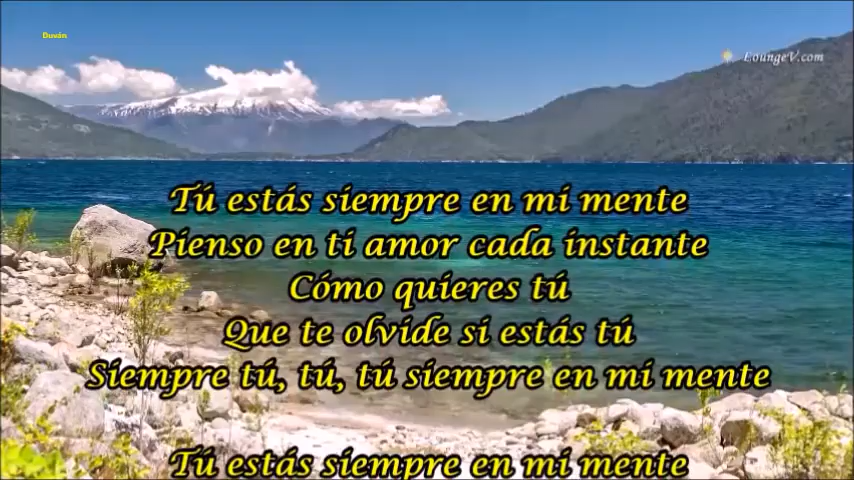 Duván
LoungeV.com
Tú estás siempre en mi mente
Pienso en ti amor cada instante
Cómo quieres tú
Que te olvide si estás tú
Siempre tú, tú, tú siempre en mi mente
Tú estás siempre en mi mente